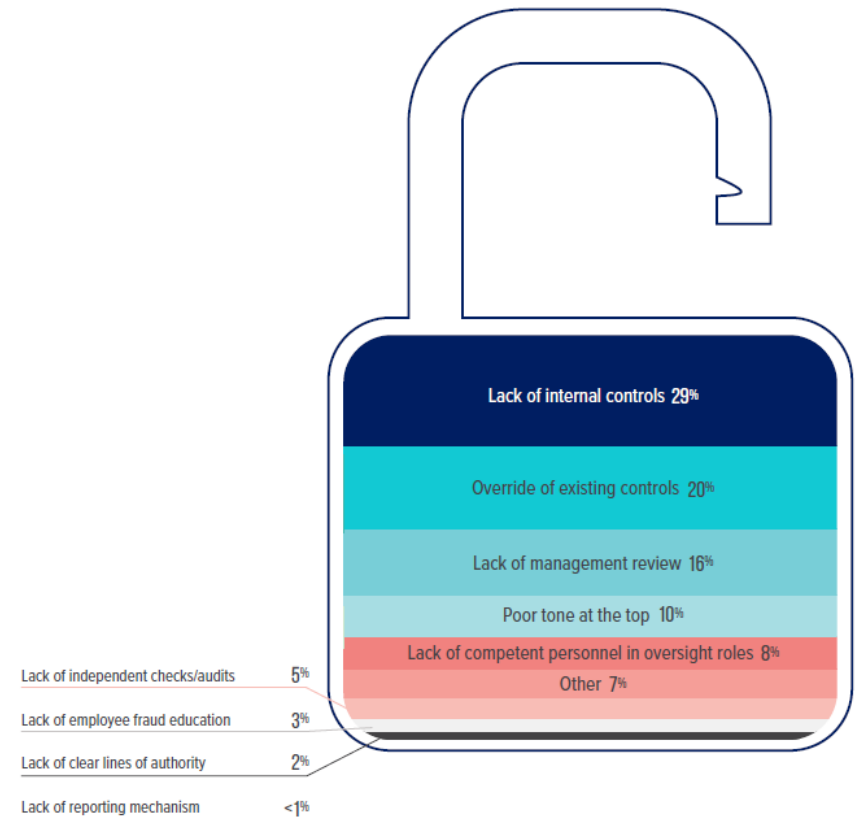 Lack of internal controls 29%
Override of existing controls 20%
Lack of management review 16%
Poor tone at the top 10%
Lack of competent personnel in oversight roles 8%
Other 7%
Lack of independent checks/audits 5%
Lack of employee fraud education 3%
Lack of clear lines of authority 2%
Lack of reporting mechanism <1%